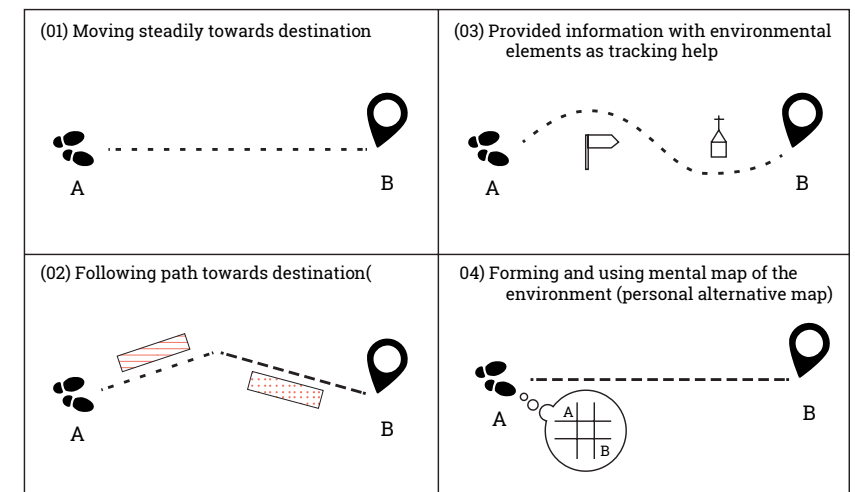 (01) Moving steadily towards destination
A
B
(03) Provided information with environmental
elements as tracking help
A
B
(02) Following path towards destination(
A
B
04) Forming and using mental map of the
environment (personal alternative map)
A
A
B
B